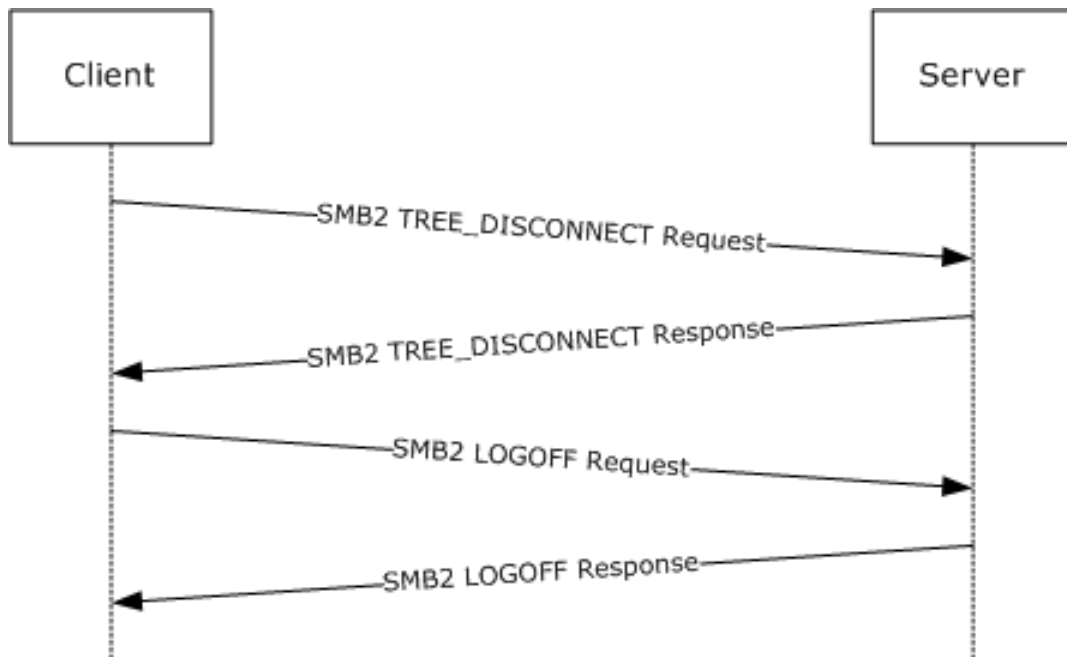 Client
Server
SMB2 TREE_DISCONNECT Request
SMB2 TREE_DISCONNECT Response
SMB2 LOGOFF Request
SMB2 LOGOFF Response